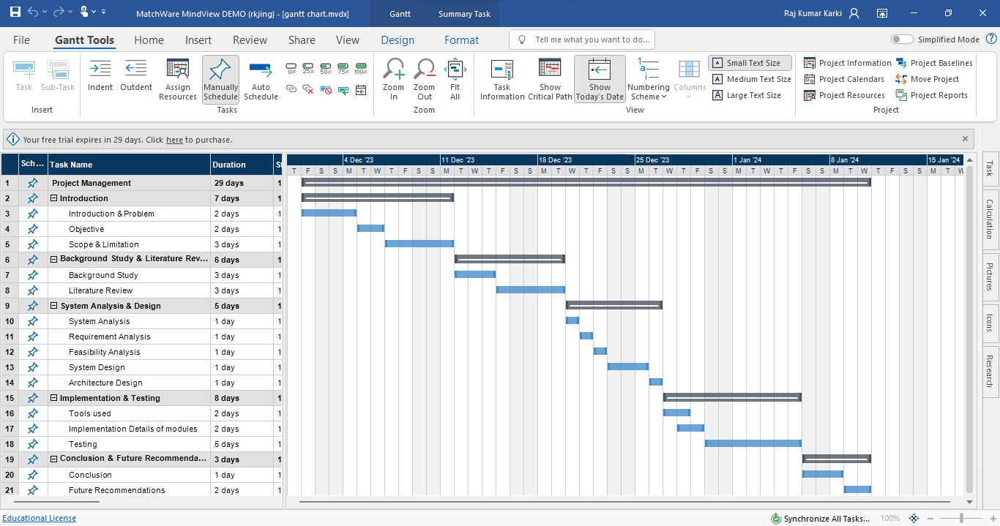 MatchWare MindView DEMO (rkjing) - [gantt chart.mvdx] Gantt Summary Task Raj Kumar Karki
File Gantt Tools Home Insert Review Share View Design Format Tell me what you want to do... Simplified Mode ?
Task Sub-Task
Insert
Indent Outdent Assign Resources Manually Schedule Auto Schedule
0% 25% 50% 75% 100%
Tasks
Zoom In Zoom Out Fit All
Zoom
Task Information Show Critical Path Show Today's Date Numbering Scheme Columns
A Small Text Size
A Medium Text Size
A Large Text Size
View
Project Information Project Baselines
Project Calendars Move Project
Project Resources Project Reports
Project
Your free trial expires in 29 days. Click here to purchase.
Sch... Task Name Duration St
4 Dec '23 11 Dec '23 18 Dec '23 25 Dec '23 1 Jan '24 8 Jan '24 15 Jan '24
T F S S M T W T F S S M T W T F S S M T W T F S S M T W T F S S M T W T F S S M T W T F S S M T W
1 Project Management 29 days 1
2 Introduction 7 days 1
3 Introduction & Problem 2 days 1
4 Objective 2 days 1
5 Scope & Limitation 3 days 1
6 Background Study & Literature Rev... 6 days 1
7 Background Study 3 days 1
8 Literature Review 3 days 1
9 System Analysis & Design 5 days 1
10 System Analysis 1 day 1
11 Requirement Analysis 1 day 1
12 Feasibility Analysis 1 day 1
13 System Design 1 day 1
14 Architecture Design 1 day 1
15 Implementation & Testing 8 days 1
16 Tools used 2 days 1
17 Implementation Details of modules 2 days 1
18 Testing 5 days 1
19 Conclusion & Future Recommenda... 3 days 1
20 Conclusion 1 day 1
21 Future Recommendations 2 days 1
Task
Calculation
Pictures
Icons
Research
Educational License Synchronize All Tasks... 100%